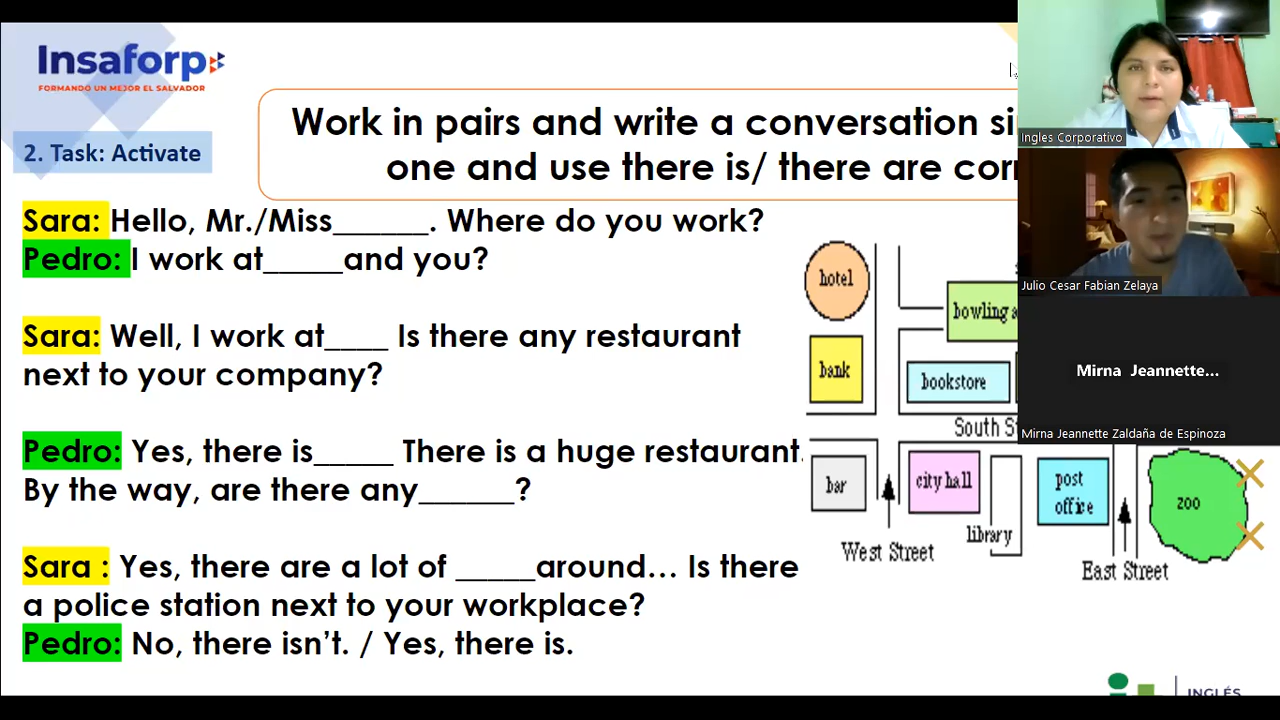 Insaforp
FORMANDO UN MEJOR EL SALVADOR
2. Task: Activate
Work in pairs and write a conversation
one and use there is/ there are
Sara: Hello, Mr./Miss______. Where do you work?
Pedro: I work at_____and you?
Sara: Well, I work at____ Is there any restaurant
next to your company?
Pedro: Yes, there is_____ There is a huge restaurant.
By the way, are there any______?
Sara : Yes, there are a lot of _____around... Is there
a police station next to your workplace?
Pedro: No, there isn't. / Yes, there is.
hotel
bowling
bank
bookstore
South
bar
city hall
library
post
office
zoo
West Street
East Street
Ingles Corporativo
Julio Cesar Fabian Zelaya
Mirna Jeannette...
Mirna Jeannette Zaldaña de Espinoza
INGLÉS